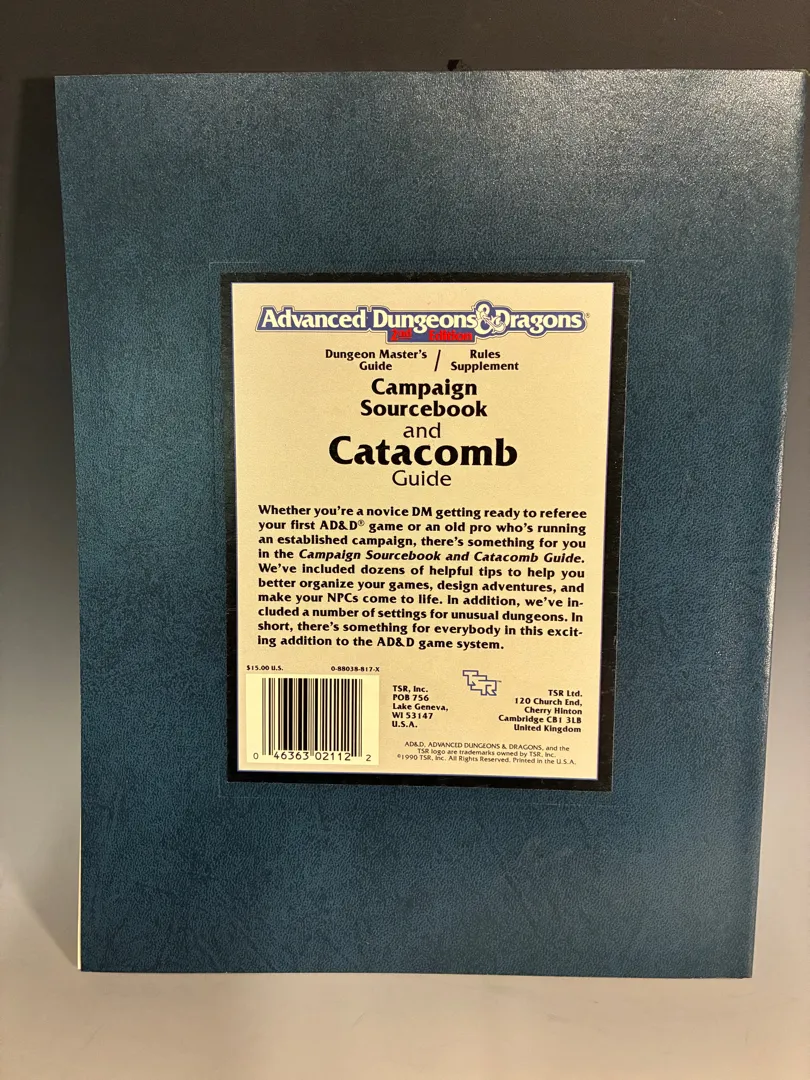 Advanced Dungeons & Dragons®
2nd Edition
Dungeon Master's Guide / Rules Supplement
Campaign
Sourcebook
and
Catacomb
Guide
Whether you're a novice DM getting ready to referee
your first AD&D® game or an old pro who's running
an established campaign, there's something for you
in the Campaign Sourcebook and Catacomb Guide.
We've included dozens of helpful tips to help you
better organize your games, design adventures, and
make your NPCs come to life. In addition, we've in-
cluded a number of settings for unusual dungeons. In
short, there's something for everybody in this excit-
ing addition to the AD&D game system.
$15.00 U.S.
0-88038-817-X
0 46363 02112 2
TSR, Inc.
POB 756
Lake Geneva,
WI 53147
U.S.A.
TSR™
TSR Ltd.
120 Church End,
Cherry Hinton
Cambridge CB1 3LB
United Kingdom
AD&D, ADVANCED DUNGEONS & DRAGONS, and the
TSR logo are trademarks owned by TSR, Inc.
©1990 TSR, Inc. All Rights Reserved. Printed in the U.S.A.